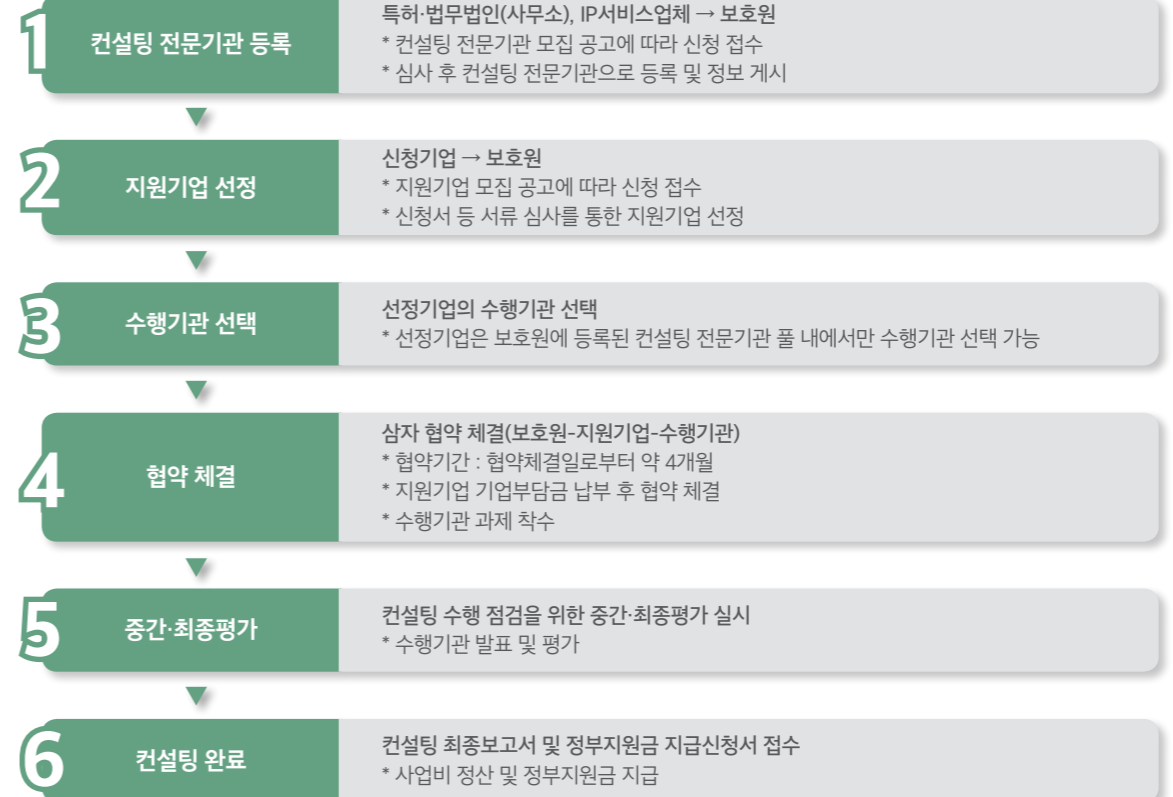 1
컨설팅 전문기관 등록
특허·법무법인(사무소), IP서비스업체 → 보호원
* 컨설팅 전문기관 모집 공고에 따라 신청 접수
* 심사 후 컨설팅 전문기관으로 등록 및 정보 게시
2
지원기업 선정
신청기업 → 보호원
* 지원기업 모집 공고에 따라 신청 접수
* 신청서 등 서류 심사를 통한 지원기업 선정
3
수행기관 선택
선정기업의 수행기관 선택
* 선정기업은 보호원에 등록된 컨설팅 전문기관 풀 내에서만 수행기관 선택 가능
4
협약 체결
삼자 협약 체결(보호원-지원기업-수행기관)
* 협약기간 : 협약체결일로부터 약 4개월
* 지원기업 기업부담금 납부 후 협약 체결
* 수행기관 과제 착수
5
중간·최종평가
컨설팅 수행 점검을 위한 중간·최종평가 실시
* 수행기관 발표 및 평가
6
컨설팅 완료
컨설팅 최종보고서 및 정부지원금 지급신청서 접수
* 사업비 정산 및 정부지원금 지급